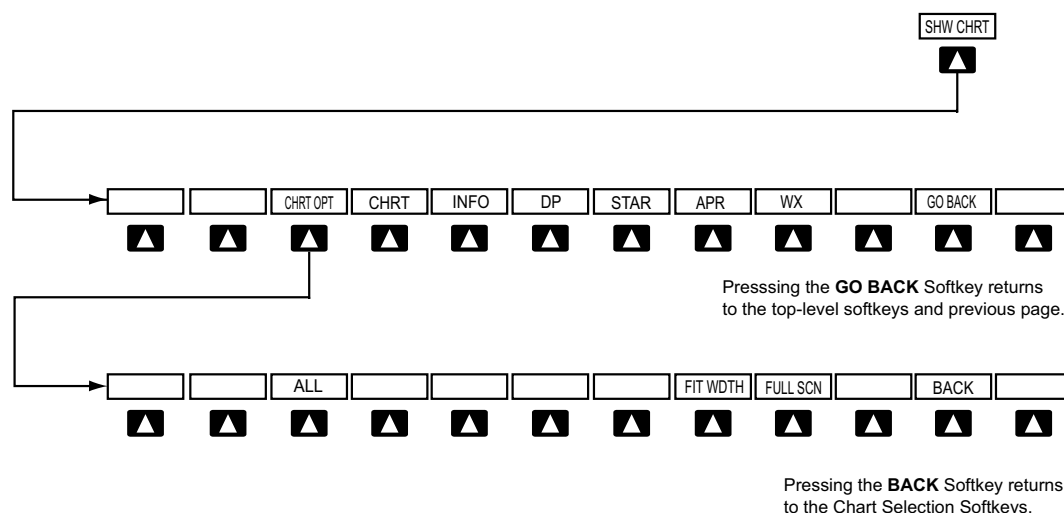 SHW CHRT
CHRT OPT CHRT INFO DP STAR APR WX GO BACK
Presssing the GO BACK Softkey returns
to the top-level softkeys and previous page.
ALL FIT WDTH FULL SCN BACK
Pressing the BACK Softkey returns
to the Chart Selection Softkeys.